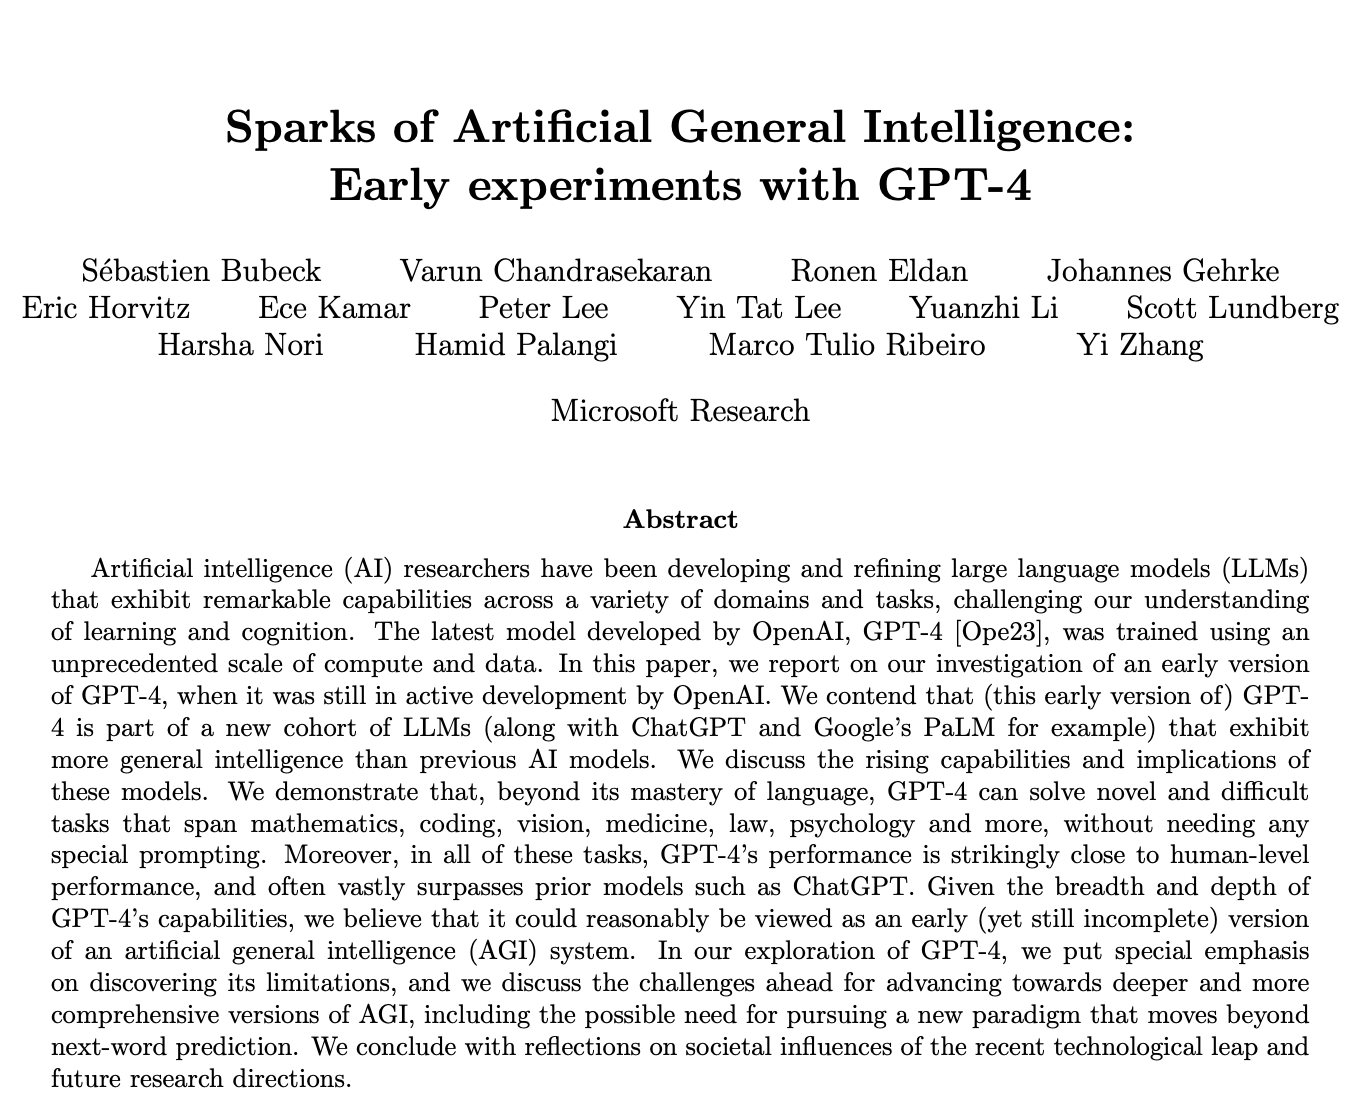 Sparks of Artificial General Intelligence:
Early experiments with GPT-4
Sébastien Bubeck Varun Chandrasekaran Ronen Eldan Johannes Gehrke
Eric Horvitz Ece Kamar Peter Lee Yin Tat Lee Yuanzhi Li Scott Lundberg
Harsha Nori Hamid Palangi Marco Tulio Ribeiro Yi Zhang
Microsoft Research
Abstract
Artificial intelligence (AI) researchers have been developing and refining large language models (LLMs)
that exhibit remarkable capabilities across a variety of domains and tasks, challenging our understanding
of learning and cognition. The latest model developed by OpenAI, GPT-4 [Ope23], was trained using an
unprecedented scale of compute and data. In this paper, we report on our investigation of an early version
of GPT-4, when it was still in active development by OpenAI. We contend that (this early version of) GPT-
4 is part of a new cohort of LLMs (along with ChatGPT and Google's PaLM for example) that exhibit
more general intelligence than previous AI models. We discuss the rising capabilities and implications of
these models. We demonstrate that, beyond its mastery of language, GPT-4 can solve novel and difficult
tasks that span mathematics, coding, vision, medicine, law, psychology and more, without needing any
special prompting. Moreover, in all of these tasks, GPT-4's performance is strikingly close to human-level
performance, and often vastly surpasses prior models such as ChatGPT. Given the breadth and depth of
GPT-4's capabilities, we believe that it could reasonably be viewed as an early (yet still incomplete) version
of an artificial general intelligence (AGI) system. In our exploration of GPT-4, we put special emphasis
on discovering its limitations, and we discuss the challenges ahead for advancing towards deeper and more
comprehensive versions of AGI, including the possible need for pursuing a new paradigm that moves beyond
next-word prediction. We conclude with reflections on societal influences of the recent technological leap and
future research directions.